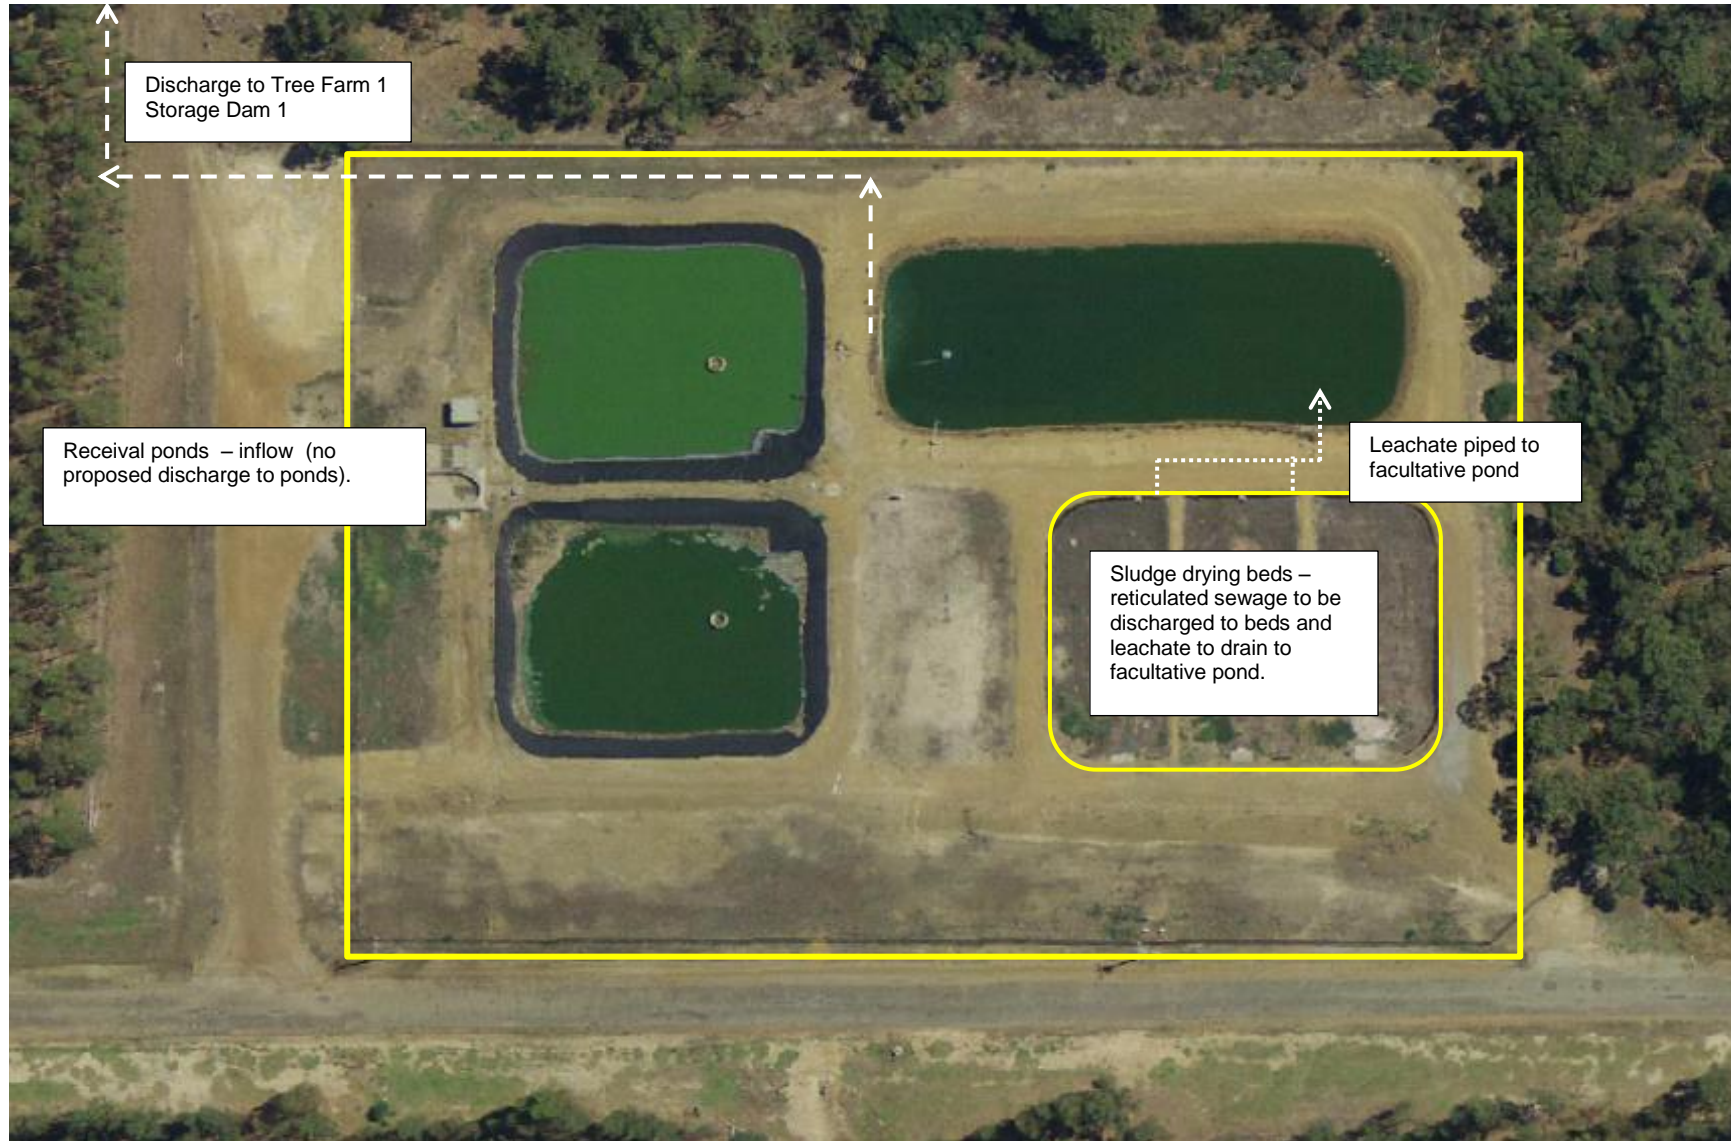 Discharge to Tree Farm 1
Storage Dam 1
Receival ponds – inflow (no
proposed discharge to ponds).
Leachate piped to
facultative pond
Sludge drying beds –
reticulated sewage to be
discharged to beds and
leachate to drain to
facultative pond.